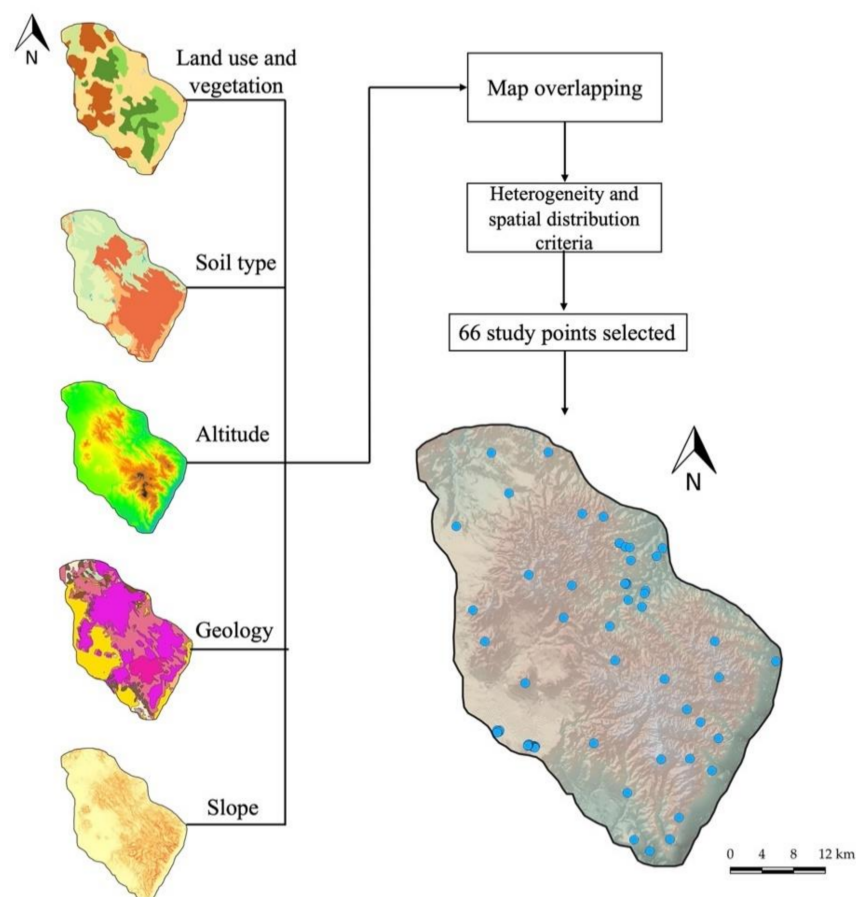 N
Land use and
vegetation
Soil type
Altitude
Geology
Slope
Map overlapping
Heterogeneity and
spatial distribution
criteria
66 study points selected
N
0 4 8 12 km